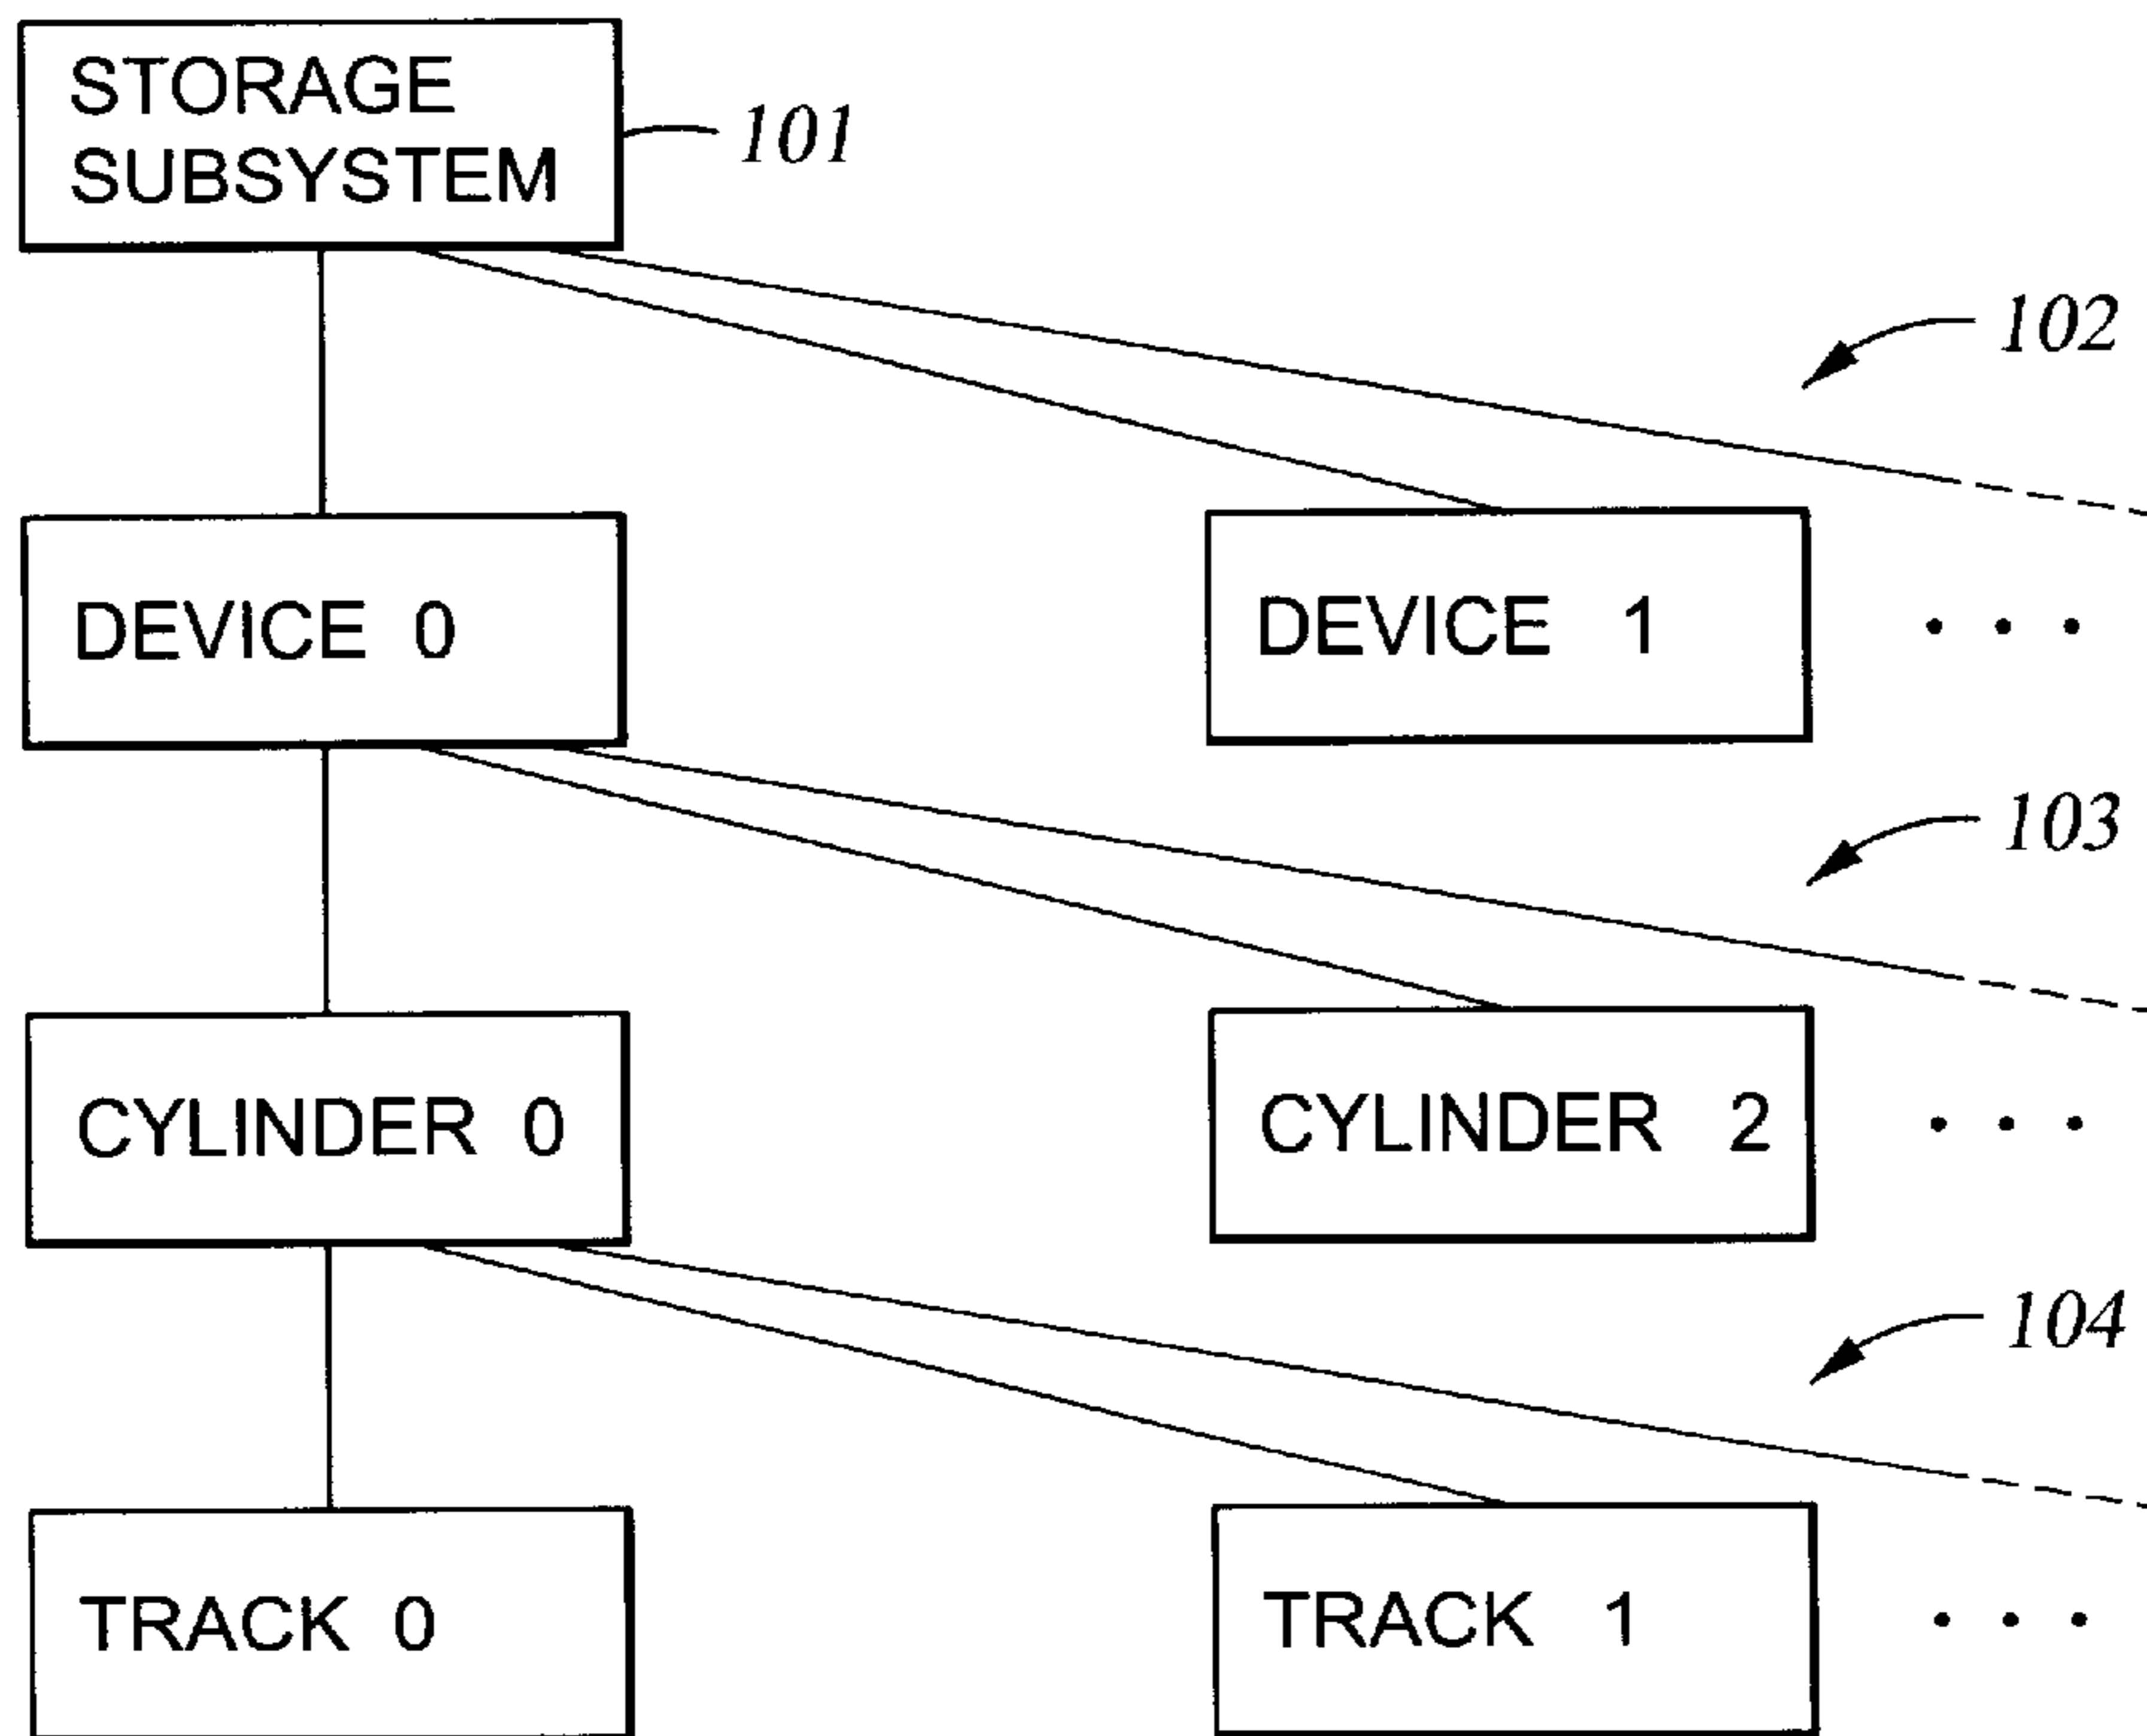 STORAGE
SUBSYSTEM
101
102
DEVICE 0
DEVICE 1
• • •
103
CYLINDER 0
CYLINDER 2
• • •
104
TRACK 0
TRACK 1
• • •